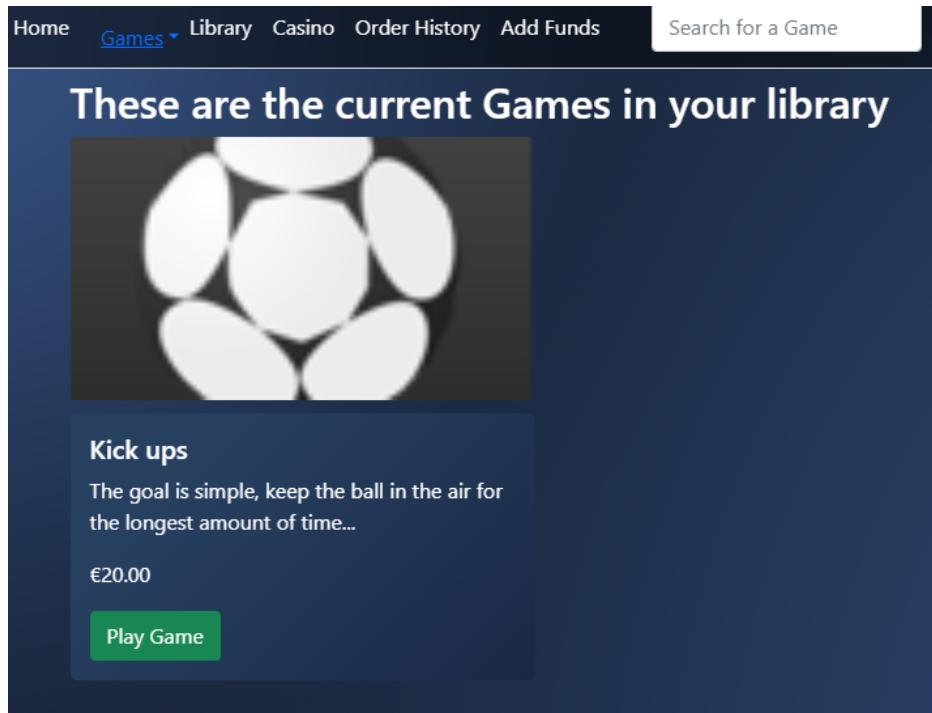 Home Games Library Casino Order History Add Funds Search for a Game
These are the current Games in your library
Kick ups
The goal is simple, keep the ball in the air for
the longest amount of time...
€20.00
Play Game